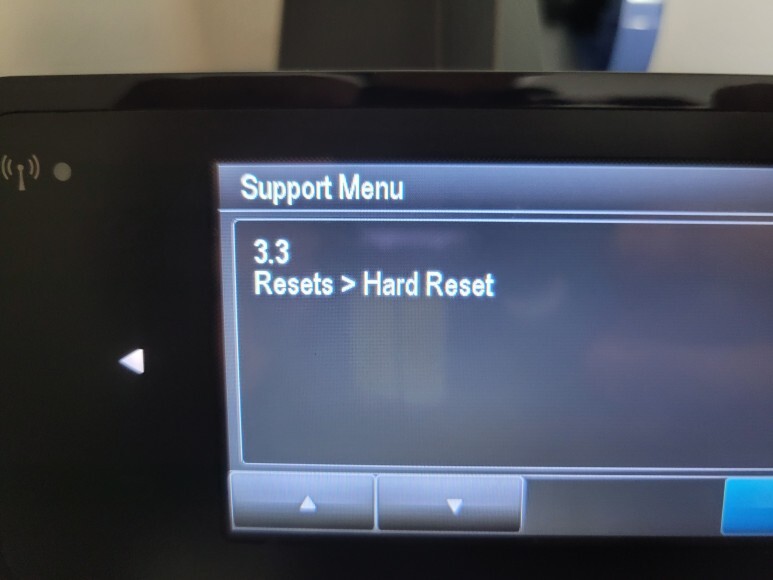 Support Menu
3.3
Resets > Hard Reset